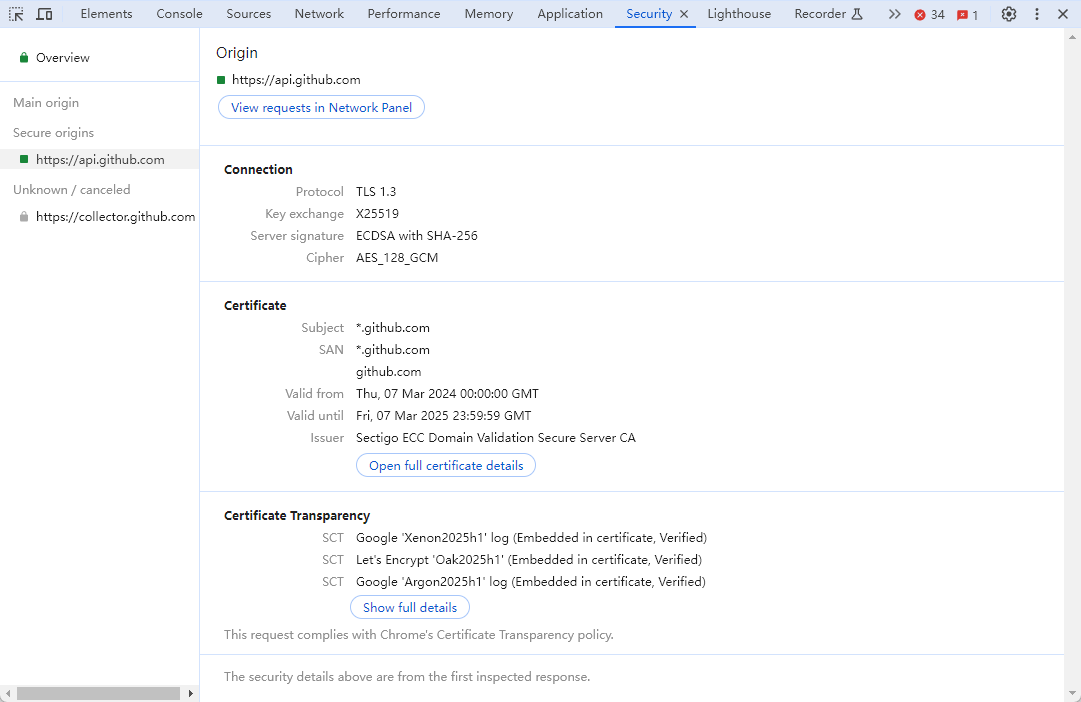 Elements Console Sources Network Performance Memory Application Security Lighthouse Recorder 34 1
Overview
Main origin
Secure origins
https://api.github.com
Unknown / canceled
https://collector.github.com
Origin
https://api.github.com
View requests in Network Panel
Connection
Protocol TLS 1.3
Key exchange X25519
Server signature ECDSA with SHA-256
Cipher AES_128_GCM
Certificate
Subject *.github.com
SAN *.github.com
github.com
Valid from Thu, 07 Mar 2024 00:00:00 GMT
Valid until Fri, 07 Mar 2025 23:59:59 GMT
Issuer Sectigo ECC Domain Validation Secure Server CA
Open full certificate details
Certificate Transparency
SCT Google 'Xenon2025h1' log (Embedded in certificate, Verified)
SCT Let's Encrypt 'Oak2025h1' (Embedded in certificate, Verified)
SCT Google 'Argon2025h1' log (Embedded in certificate, Verified)
Show full details
This request complies with Chrome's Certificate Transparency policy.
The security details above are from the first inspected response.